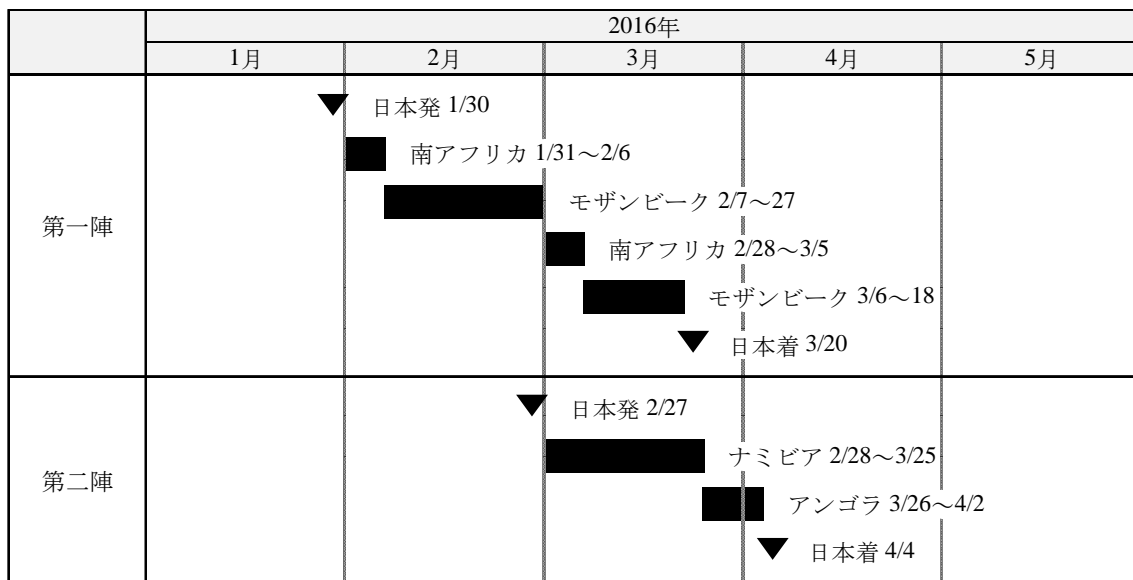 2016年
1月 2月 3月 4月 5月
第一陣
日本発 1/30
南アフリカ 1/31～2/6
モザンビーク 2/7～27
南アフリカ 2/28～3/5
モザンビーク 3/6～18
日本着 3/20
第二陣
日本発 2/27
ナミビア 2/28～3/25
アンゴラ 3/26～4/2
日本着 4/4